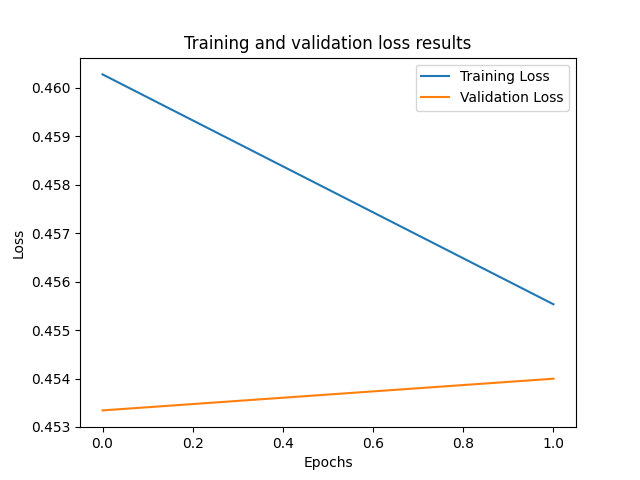 Training and validation loss results
Training Loss
Validation Loss
0.460
0.459
0.458
0.457
0.456
0.455
0.454
0.453
Loss
0.0 0.2 0.4 0.6 0.8 1.0
Epochs